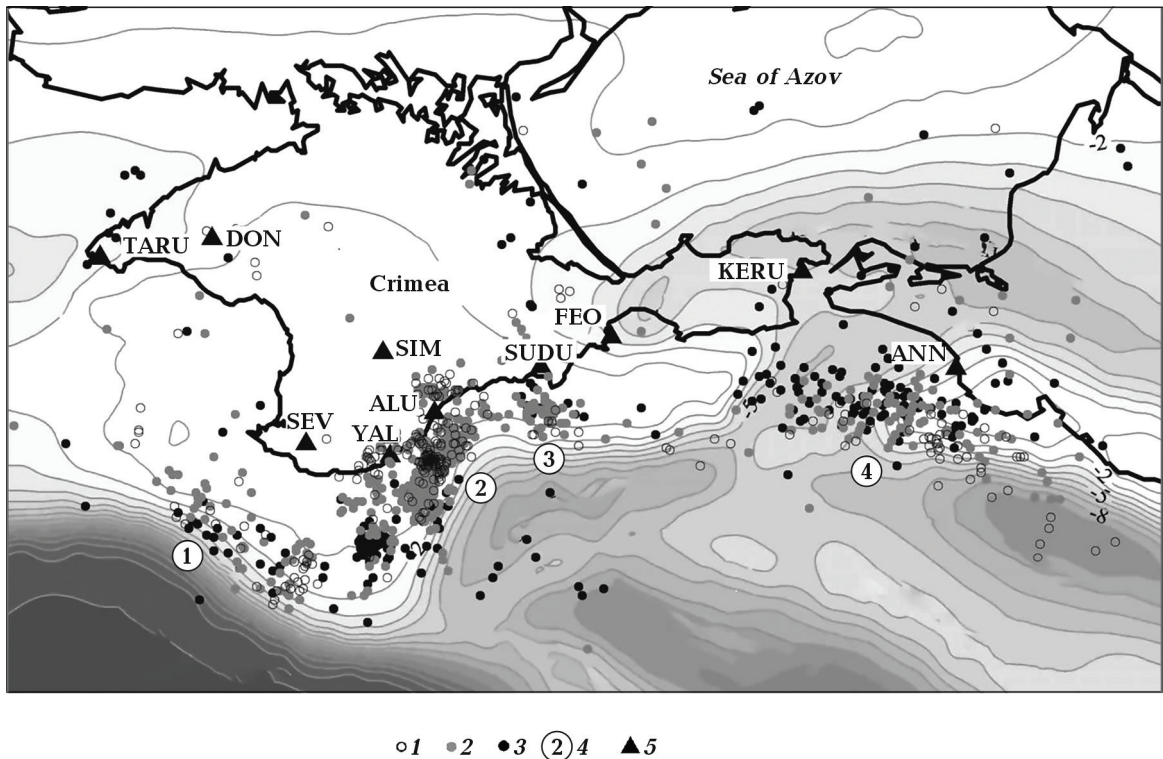 Sea of Azov
-2
TARU
DON
KERU
Crimea
FEO
SIM
SUDU
ANN
ALU
SEV
YAL
3
4
2
1
-2
-5
-8
1 2 3 2 4 5